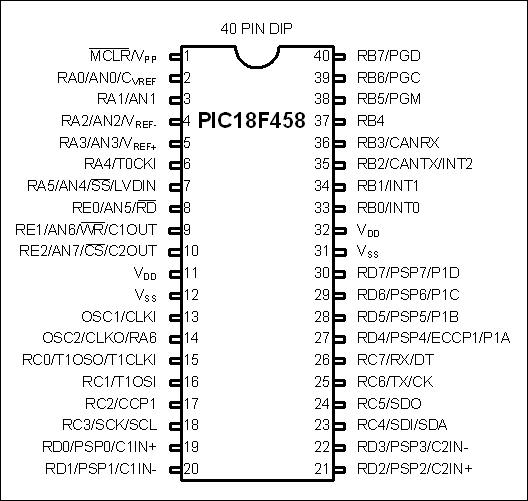 40 PIN DIP
PIC18F458
MCLR/VPP 1 40 RB7/PGD
RA0/AN0/CVREF 2 39 RB6/PGC
RA1/AN1 3 38 RB5/PGM
RA2/AN2/VREF- 4 37 RB4
RA3/AN3/VREF+ 5 36 RB3/CANRX
RA4/T0CKI 6 35 RB2/CANTX/INT2
RA5/AN4/SS/LVDIN 7 34 RB1/INT1
RE0/AN5/RD 8 33 RB0/INT0
RE1/AN6/WR/C1OUT 9 32 VDD
RE2/AN7/CS/C2OUT 10 31 VSS
VDD 11 30 RD7/PSP7/P1D
VSS 12 29 RD6/PSP6/P1C
OSC1/CLKI 13 28 RD5/PSP5/P1B
OSC2/CLKO/RA6 14 27 RD4/PSP4/ECCP1/P1A
RC0/T1OSO/T1CLKI 15 26 RC7/RX/DT
RC1/T1OSI 16 25 RC6/TX/CK
RC2/CCP1 17 24 RC5/SDO
RC3/SCK/SCL 18 23 RC4/SDI/SDA
RD0/PSP0/C1IN+ 19 22 RD3/PSP3/C2IN-
RD1/PSP1/C1IN- 20 21 RD2/PSP2/C2IN+